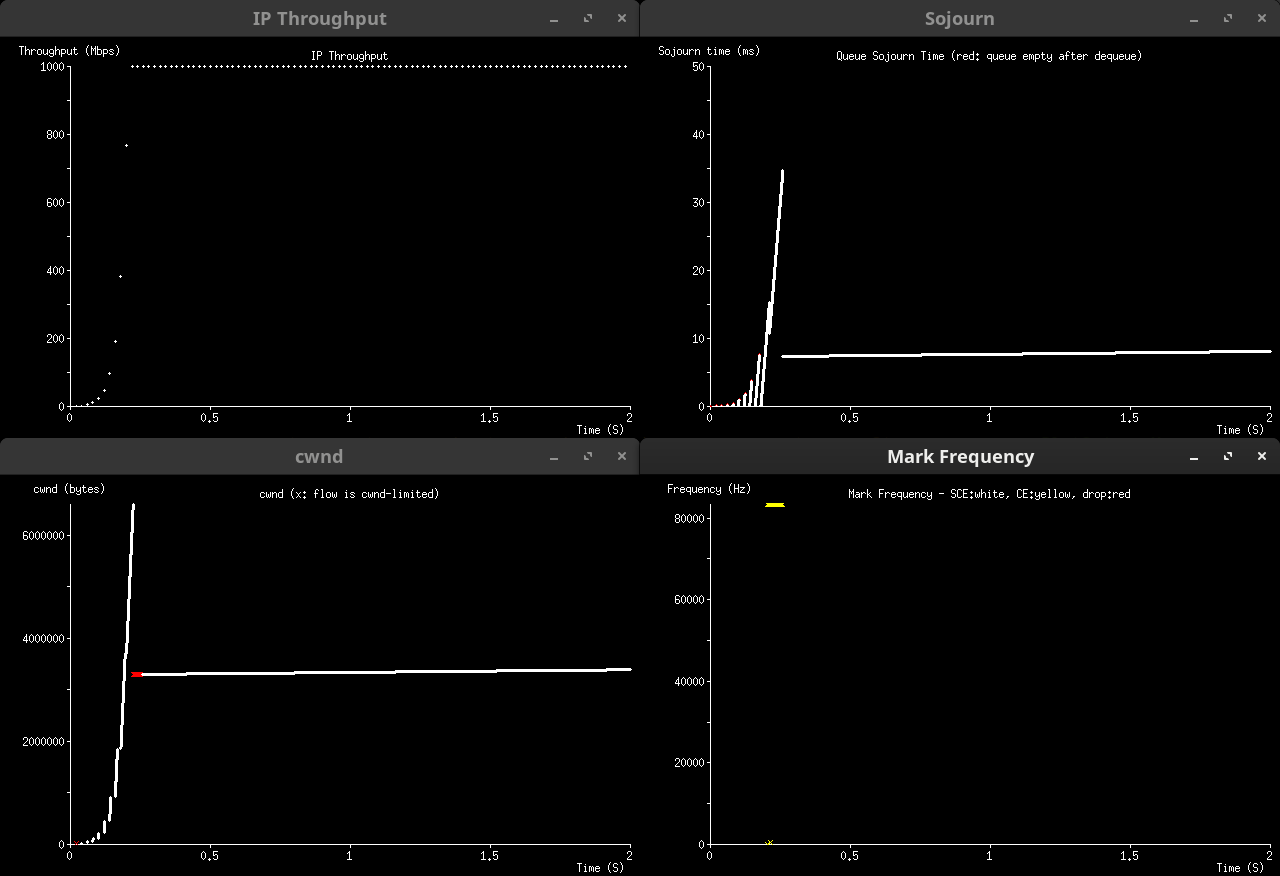 IP Throughput
Throughput (Mbps)
IP Throughput
1000
800
600
400
200
0
0 0.5 1 1.5 2
Time (S)
Sojourn
Sojourn time (ms)
Queue Sojourn Time (red: queue empty after dequeue)
50
40
30
20
10
0
0 0.5 1 1.5 2
Time (S)
cwnd
cwnd (bytes)
cwnd (x: flow is cwnd-limited)
6000000
4000000
2000000
0
0 0.5 1 1.5 2
Time (S)
Mark Frequency
Frequency (Hz)
Mark Frequency - SCE:white, CE:yellow, drop:red
80000
60000
40000
20000
0
0 0.5 1 1.5 2
Time (S)